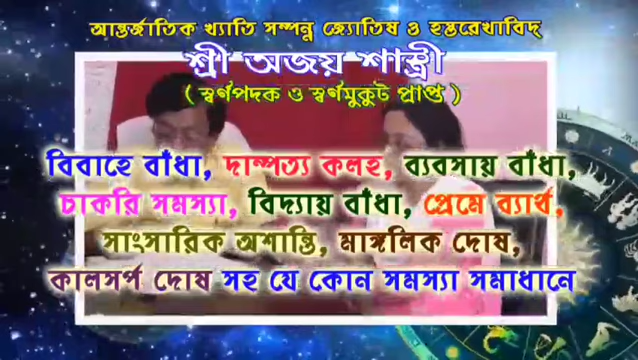 আন্তর্জাতিক খ্যাতি সম্পন্ন জ্যোতিষ ও হস্তরেখাবিদ্
শ্রী অজয় শাস্ত্রী
( স্বর্ণপদক ও স্বর্ণমুকুট প্রাপ্ত )
বিবাহে বাঁধা, দাম্পত্য কলহ, ব্যবসায় বাঁধা,
চাকরি সমস্যা, বিদ্যায় বাঁধা, প্রেমে ব্যার্থ,
সাংসারিক অশান্তি, মাঙ্গলিক দোষ,
কালসর্প দোষ সহ যে কোন সমস্যা সমাধানে